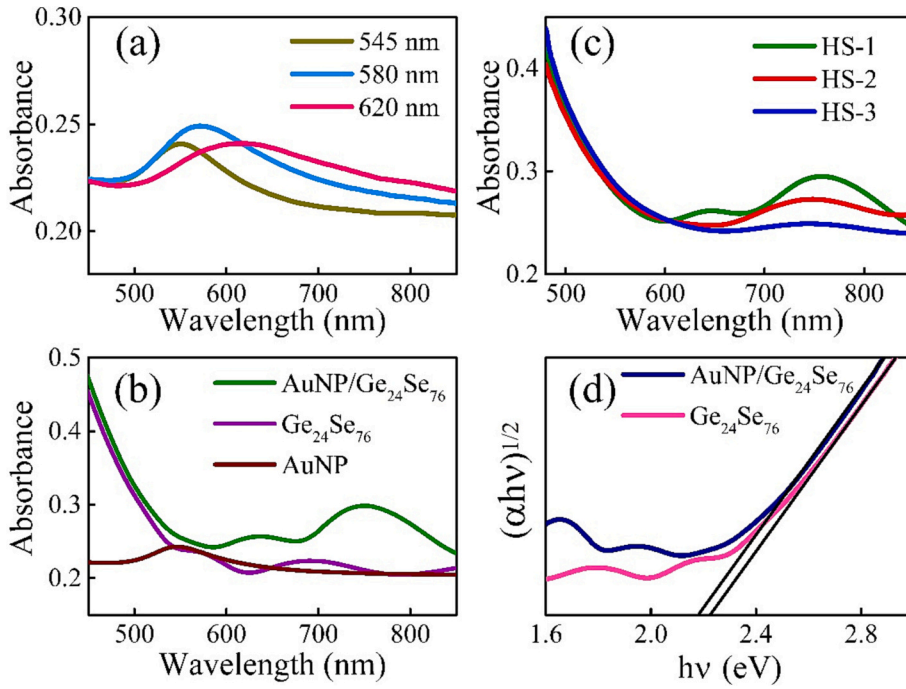 0.30
(a)
545 nm
580 nm
620 nm
0.25
0.20
Absorbance
500 600 700 800
Wavelength (nm)
(c)
HS-1
HS-2
HS-3
0.4
0.3
0.2
Absorbance
500 600 700 800
Wavelength (nm)
0.5
(b)
AuNP/Ge₂₄Se₇₆
Ge₂₄Se₇₆
AuNP
0.4
0.3
0.2
Absorbance
500 600 700 800
Wavelength (nm)
(d)
AuNP/Ge₂₄Se₇₆
Ge₂₄Se₇₆
(αhν)¹ᐟ²
1.6 2.0 2.4 2.8
hν (eV)